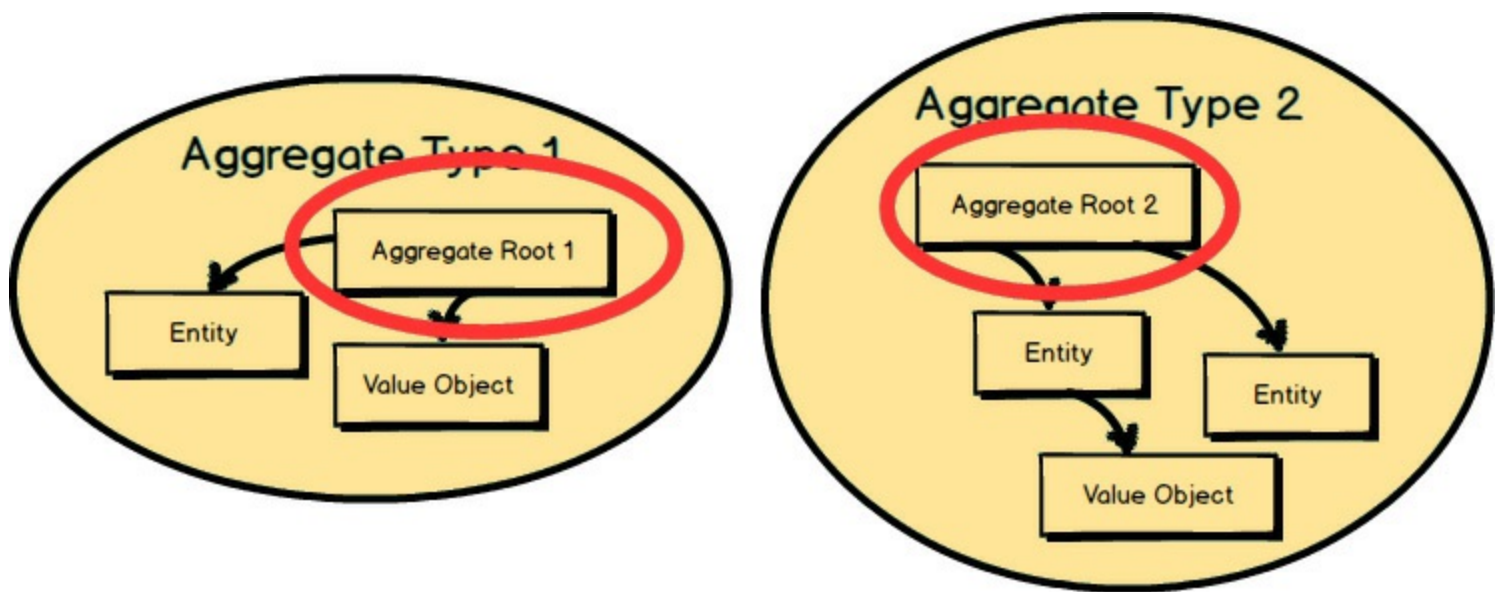 Aggregate Type 1
Aggregate Root 1
Entity
Value Object
Aggregate Type 2
Aggregate Root 2
Entity
Entity
Value Object